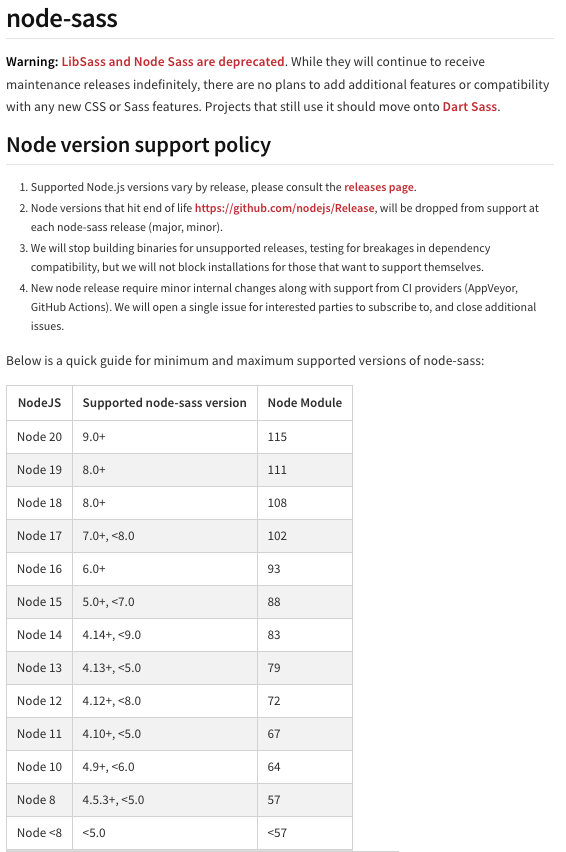 node-sass
Warning: LibSass and Node Sass are deprecated. While they will continue to receive
maintenance releases indefinitely, there are no plans to add additional features or compatibility
with any new CSS or Sass features. Projects that still use it should move onto Dart Sass.
Node version support policy
1. Supported Node.js versions vary by release, please consult the releases page.
2. Node versions that hit end of life https://github.com/nodejs/Release, will be dropped from support at
each node-sass release (major, minor).
3. We will stop building binaries for unsupported releases, testing for breakages in dependency
compatibility, but we will not block installations for those that want to support themselves.
4. New node release require minor internal changes along with support from CI providers (AppVeyor,
GitHub Actions). We will open a single issue for interested parties to subscribe to, and close additional
issues.
Below is a quick guide for minimum and maximum supported versions of node-sass:
NodeJS Supported node-sass version Node Module
Node 20 9.0+ 115
Node 19 8.0+ 111
Node 18 8.0+ 108
Node 17 7.0+, <8.0 102
Node 16 6.0+ 93
Node 15 5.0+, <7.0 88
Node 14 4.14+, <9.0 83
Node 13 4.13+, <5.0 79
Node 12 4.12+, <8.0 72
Node 11 4.10+, <5.0 67
Node 10 4.9+, <6.0 64
Node 8 4.5.3+, <5.0 57
Node <8 <5.0 <57